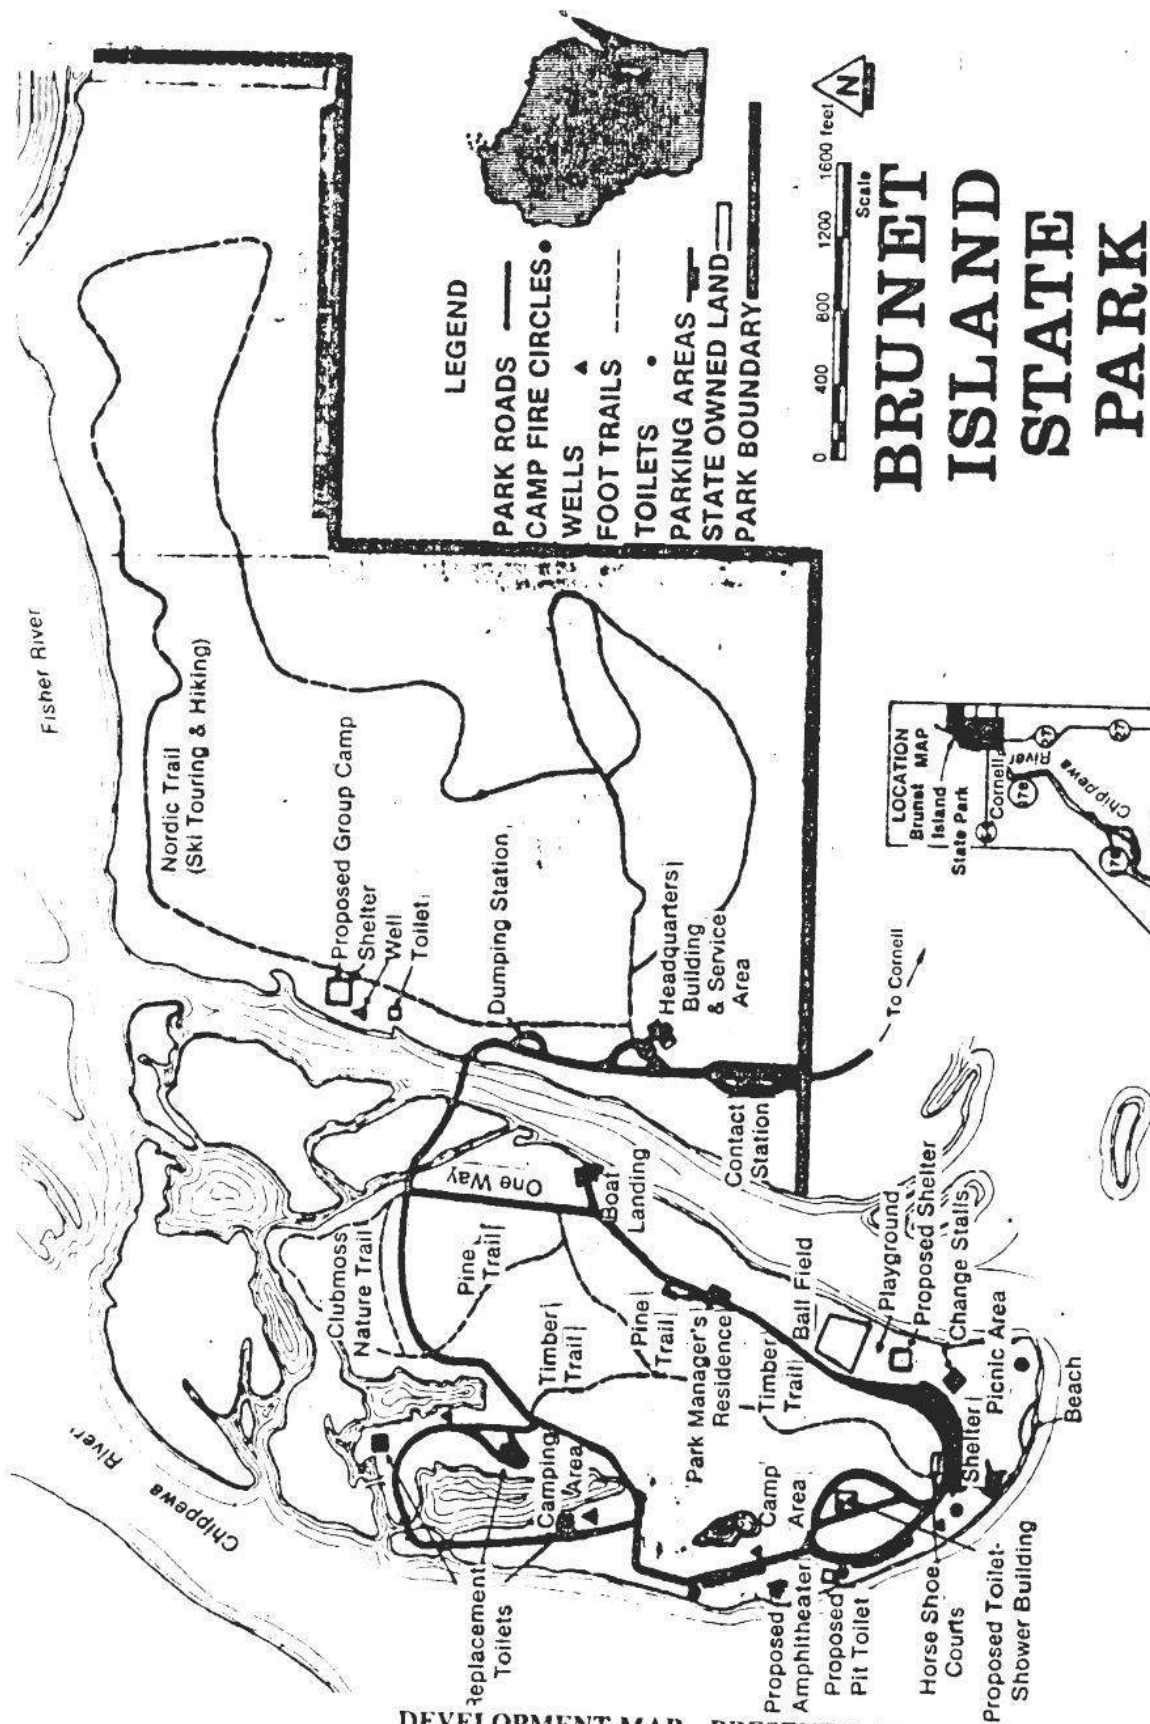 Fisher River
Nordic Trail
(Ski Touring & Hiking)
Proposed Group Camp
Shelter
Well
Toilet
Dumping Station
Headquarters
Building
& Service
Area
To Cornell
Contact
Station
One Way
Boat
Landing
Chippewa
River
Clubmoss
Nature Trail
Pine
Trail
Timber
Trail
Pine
Trail
Park Manager's
Residence
Timber
Trail
Ball Field
Playground
Proposed Shelter
Change Stalls
Picnic Area
Beach
Shelter
Camping
Area
Camp
Area
Replacement
Toilets
Proposed
Amphitheater
Proposed
Pit Toilet
Horse Shoe
Courts
Proposed Toilet-
Shower Building
LEGEND
PARK ROADS
CAMP FIRE CIRCLES
WELLS
FOOT TRAILS
TOILETS
PARKING AREAS
STATE OWNED LAND
PARK BOUNDARY
0 400 800 1200 1600 feet
Scale
N
BRUNET
ISLAND
STATE
PARK
LOCATION
MAP
Brunet
Island
State Park
Cornell
River
Chippewa
27
27
178
DEVELOPMENT MAP